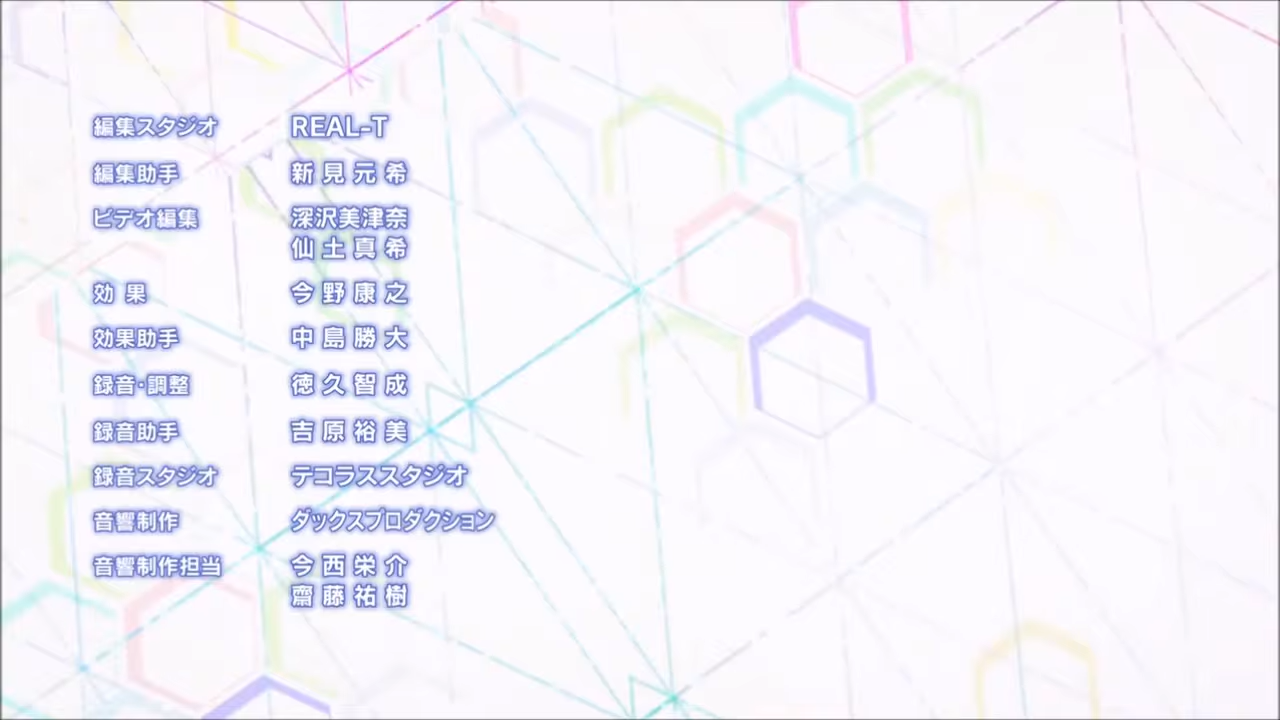 編集スタジオ REAL-T
編集助手 新見元希
ビデオ編集 深沢美津奈
仙土真希
効果 今野康之
効果助手 中島勝大
録音・調整 徳久智成
録音助手 吉原裕美
録音スタジオ テコラススタジオ
音響制作 ダックスプロダクション
音響制作担当 今西栄介
齋藤祐樹